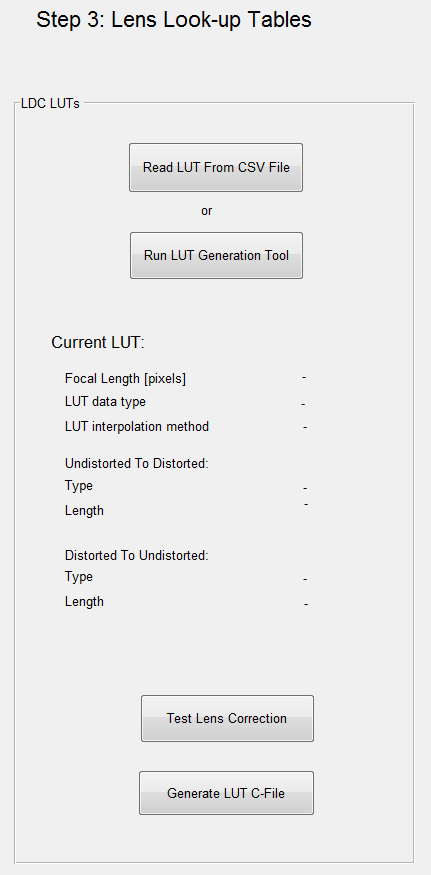 Step 3: Lens Look-up Tables
LDC LUTs
Read LUT From CSV File
or
Run LUT Generation Tool
Current LUT:
Focal Length [pixels] -
LUT data type -
LUT interpolation method -
Undistorted To Distorted:
Type -
Length -
Distorted To Undistorted:
Type -
Length -
Test Lens Correction
Generate LUT C-File